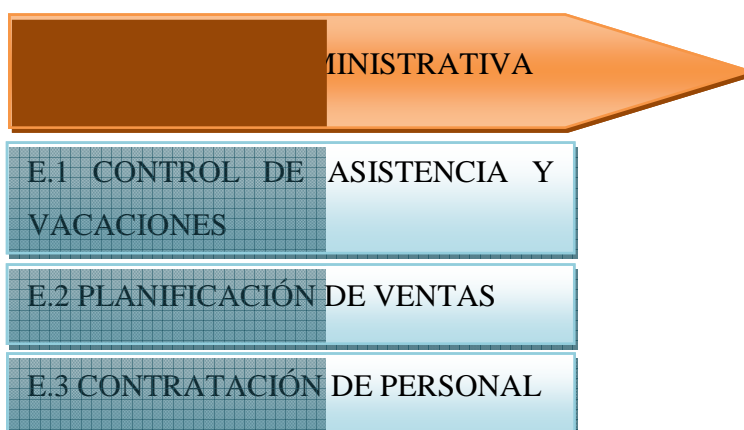 MINISTRATIVA
E.1 CONTROL DE ASISTENCIA Y
VACACIONES
E.2 PLANIFICACIÓN DE VENTAS
E.3 CONTRATACIÓN DE PERSONAL